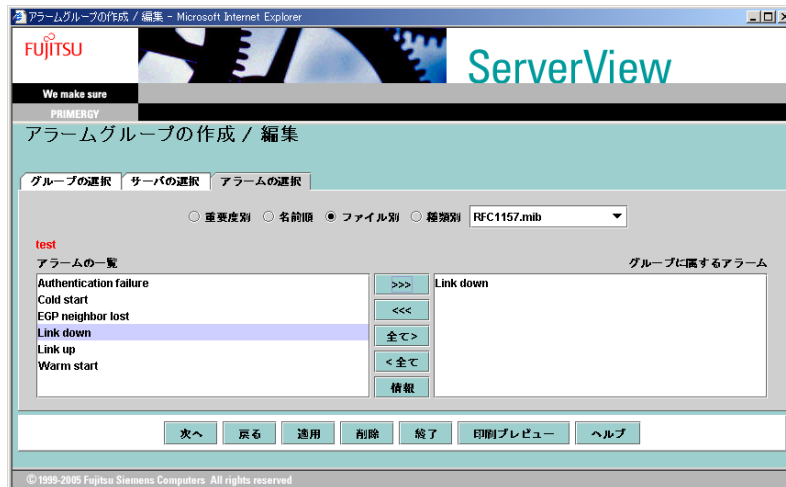 アラームグループの作成 / 編集 - Microsoft Internet Explorer
FUJITSU
ServerView
We make sure
PRIMERGY
アラームグループの作成 / 編集
グループの選択 サーバの選択 アラームの選択
重要度別 名前順 ファイル別 種類別 RFC1157.mib
test
アラームの一覧 グループに属するアラーム
Authentication failure >>> Link down
Cold start
EGP neighbor lost <<<
Link down 全て>
Link up
Warm start <全て
情報
次へ 戻る 適用 削除 終了 印刷プレビュー ヘルプ
©1999-2005 Fujitsu Siemens Computers All rights reserved